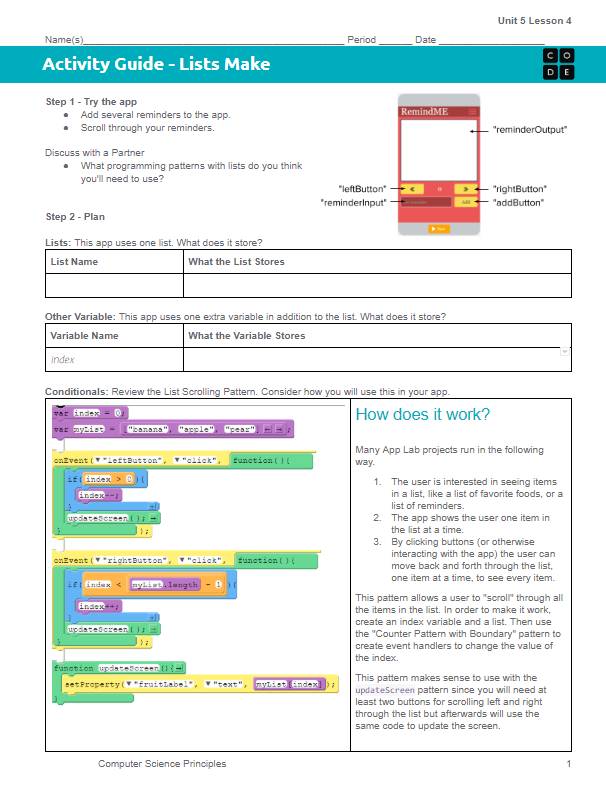 Unit 5 Lesson 4
Name(s)________________________ Period ______ Date ___________________
Activity Guide - Lists Make
C O
D E
Step 1 - Try the app
● Add several reminders to the app.
● Scroll through your reminders.
Discuss with a Partner
● What programming patterns with lists do you think
you'll need to use?
RemindME
"reminderOutput"
"leftButton"
"rightButton"
"reminderInput"
"addButton"
Add
Step 2 - Plan
Lists: This app uses one list. What does it store?
List Name What the List Stores
Other Variable: This app uses one extra variable in addition to the list. What does it store?
Variable Name What the Variable Stores
index
Conditionals: Review the List Scrolling Pattern. Consider how you will use this in your app.
var index = 0;
var myList = ["banana", "apple", "pear"];
onEvent(▼"leftButton", ▼"click", function(){
if(index > 0){
index--;
}
updateScreen();
});
onEvent(▼"rightButton", ▼"click", function(){
if(index < myList.length - 1){
index++;
}
updateScreen();
});
function updateScreen(){
setProperty(▼"fruitLabel", ▼"text", myList[index]);
}
How does it work?
Many App Lab projects run in the following
way.
1. The user is interested in seeing items
in a list, like a list of favorite foods, or a
list of reminders.
2. The app shows the user one item in
the list at a time.
3. By clicking buttons (or otherwise
interacting with the app) the user can
move back and forth through the list,
one item at a time, to see every item.
This pattern allows a user to "scroll" through all
the items in the list. In order to make it work,
create an index variable and a list. Then use
the "Counter Pattern with Boundary" pattern to
create event handlers to change the value of
the index.
This pattern makes sense to use with the
updateScreen pattern since you will need at
least two buttons for scrolling left and right
through the list but afterwards will use the
same code to update the screen.
Computer Science Principles 1